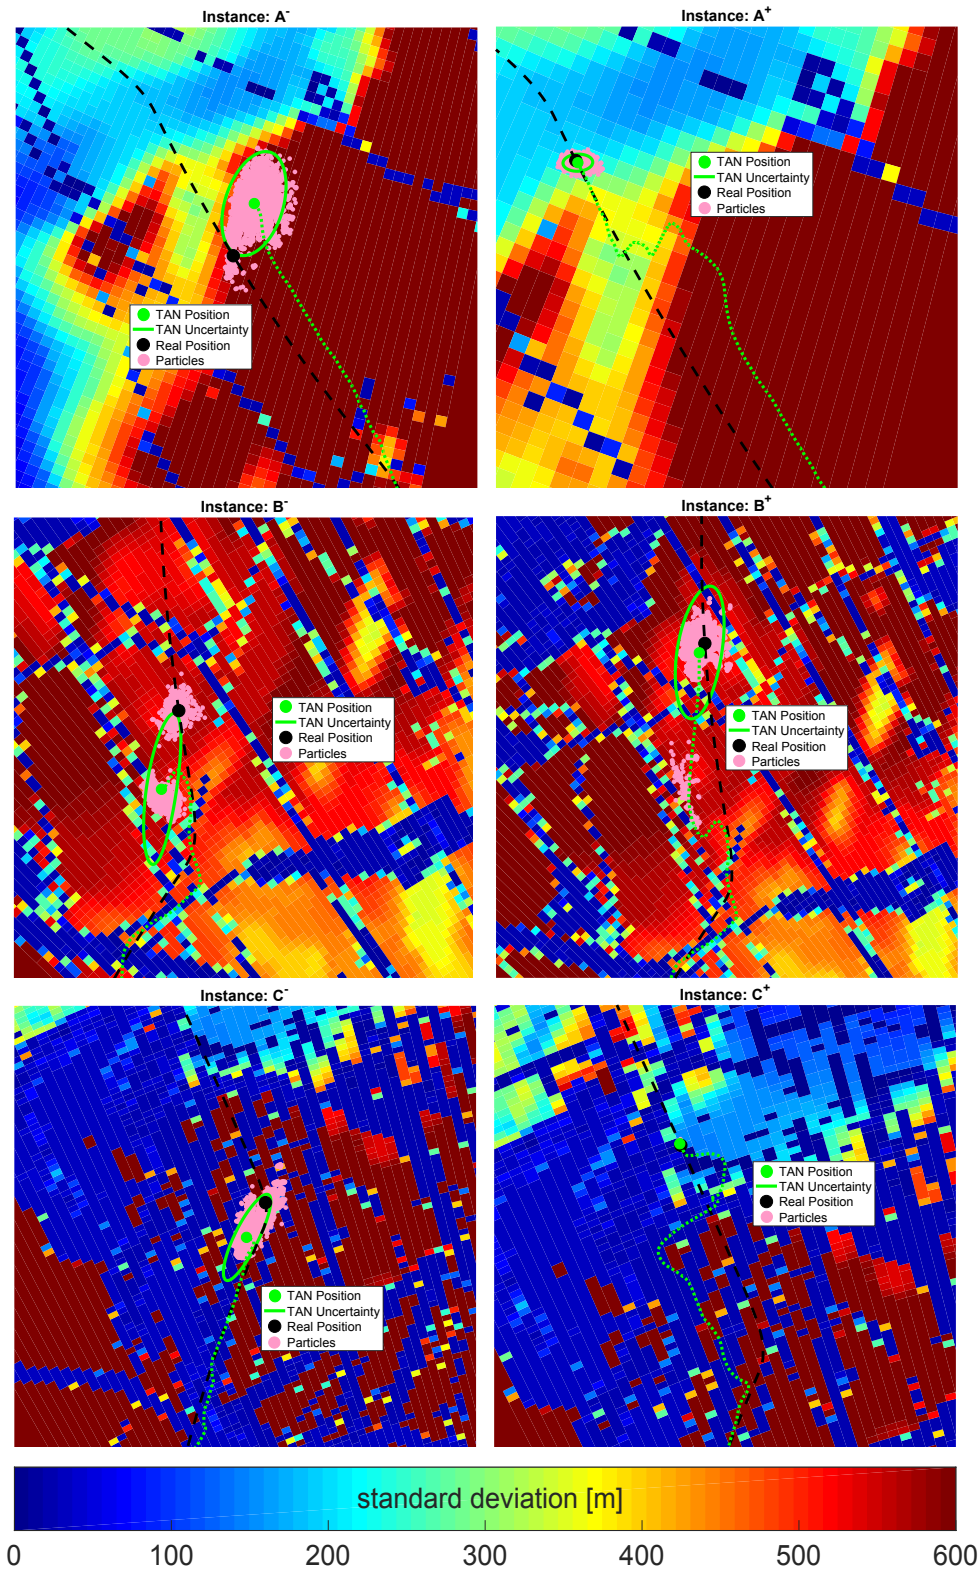 Instance: A-
Instance: A+
TAN Position
TAN Uncertainty
Real Position
Particles
TAN Position
TAN Uncertainty
Real Position
Particles
Instance: B-
Instance: B+
TAN Position
TAN Uncertainty
Real Position
Particles
TAN Position
TAN Uncertainty
Real Position
Particles
Instance: C-
Instance: C+
TAN Position
TAN Uncertainty
Real Position
Particles
TAN Position
TAN Uncertainty
Real Position
Particles
standard deviation [m]
0 100 200 300 400 500 600